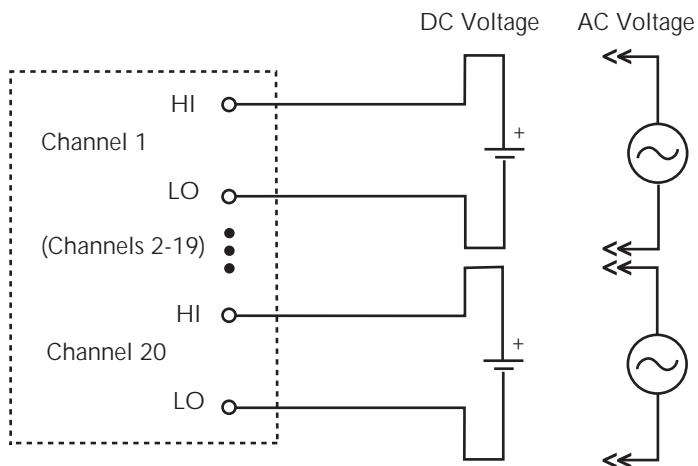 DC Voltage AC Voltage
HI
+
Channel 1
LO
(Channels 2-19)
HI
+
Channel 20
LO